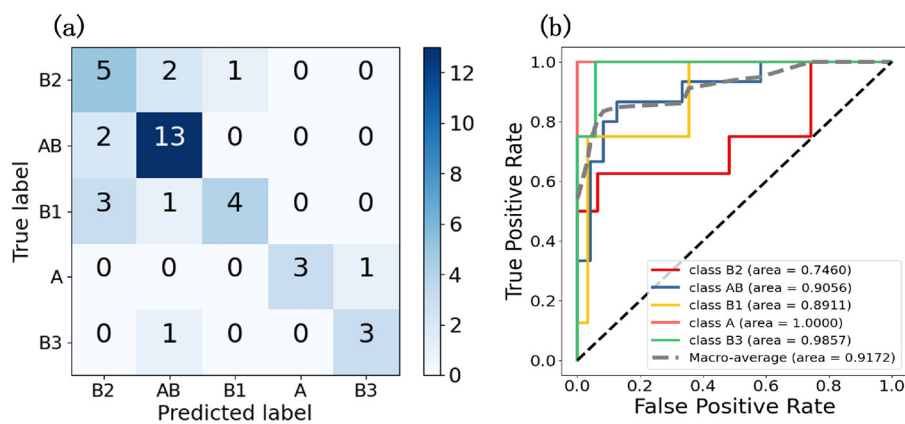 (a)
True label
B2 5 2 1 0 0
AB 2 13 0 0 0
B1 3 1 4 0 0
A 0 0 0 3 1
B3 0 1 0 0 3
B2 AB B1 A B3
Predicted label
12
10
8
6
4
2
0
(b)
True Positive Rate
1.0
0.8
0.6
0.4
0.2
0.0
class B2 (area = 0.7460)
class AB (area = 0.9056)
class B1 (area = 0.8911)
class A (area = 1.0000)
class B3 (area = 0.9857)
Macro-average (area = 0.9172)
0.0 0.2 0.4 0.6 0.8 1.0
False Positive Rate